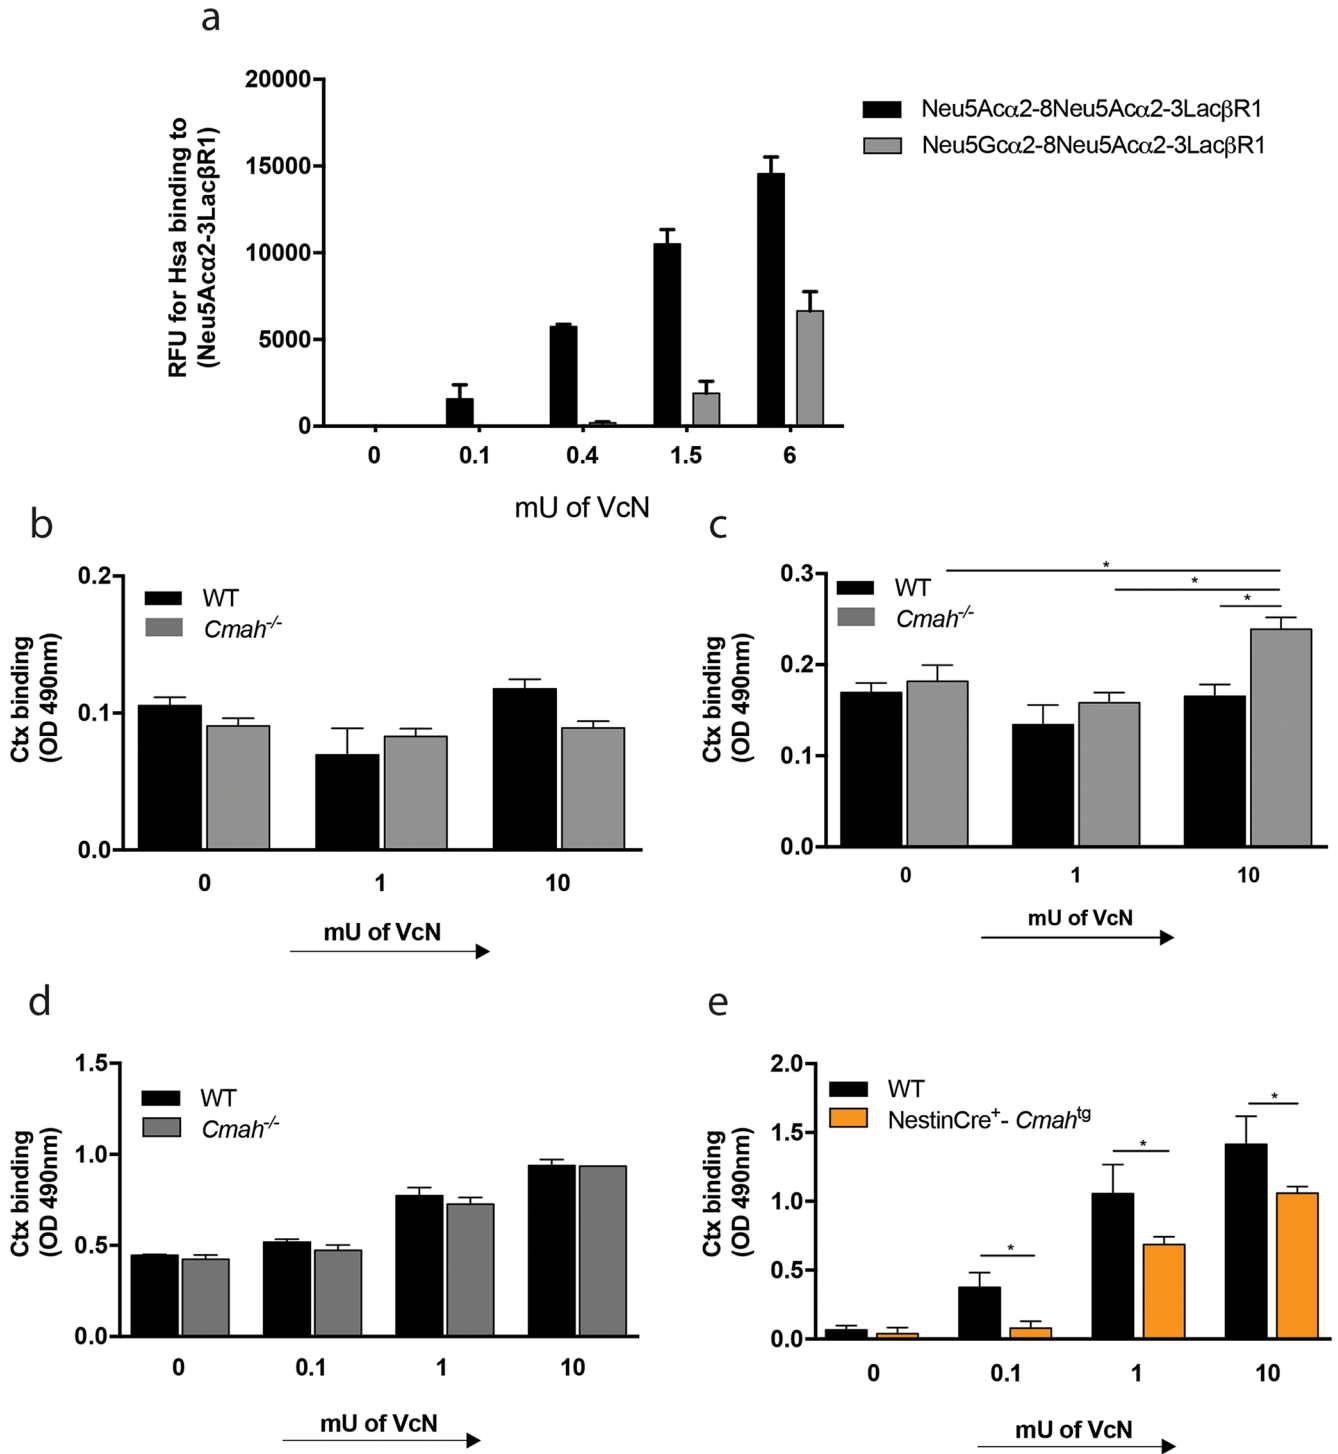 a
20000
15000
10000
5000
0
RFU for Hsa binding to
(Neu5Acα2-3LacβR1)
Neu5Acα2-8Neu5Acα2-3LacβR1
Neu5Gcα2-8Neu5Acα2-3LacβR1
0 0.1 0.4 1.5 6
mU of VcN
b
0.2
0.1
0.0
Ctx binding
(OD 490nm)
WT
Cmah-/-
0 1 10
mU of VcN
c
0.3
0.2
0.1
0.0
Ctx binding
(OD 490nm)
WT
Cmah-/-
*
*
*
0 1 10
mU of VcN
d
1.5
1.0
0.5
0.0
Ctx binding
(OD 490nm)
WT
Cmah-/-
0 0.1 1 10
mU of VcN
e
2.0
1.5
1.0
0.5
0.0
Ctx binding
(OD 490nm)
WT
NestinCre+- Cmahtg
*
*
*
0 0.1 1 10
mU of VcN